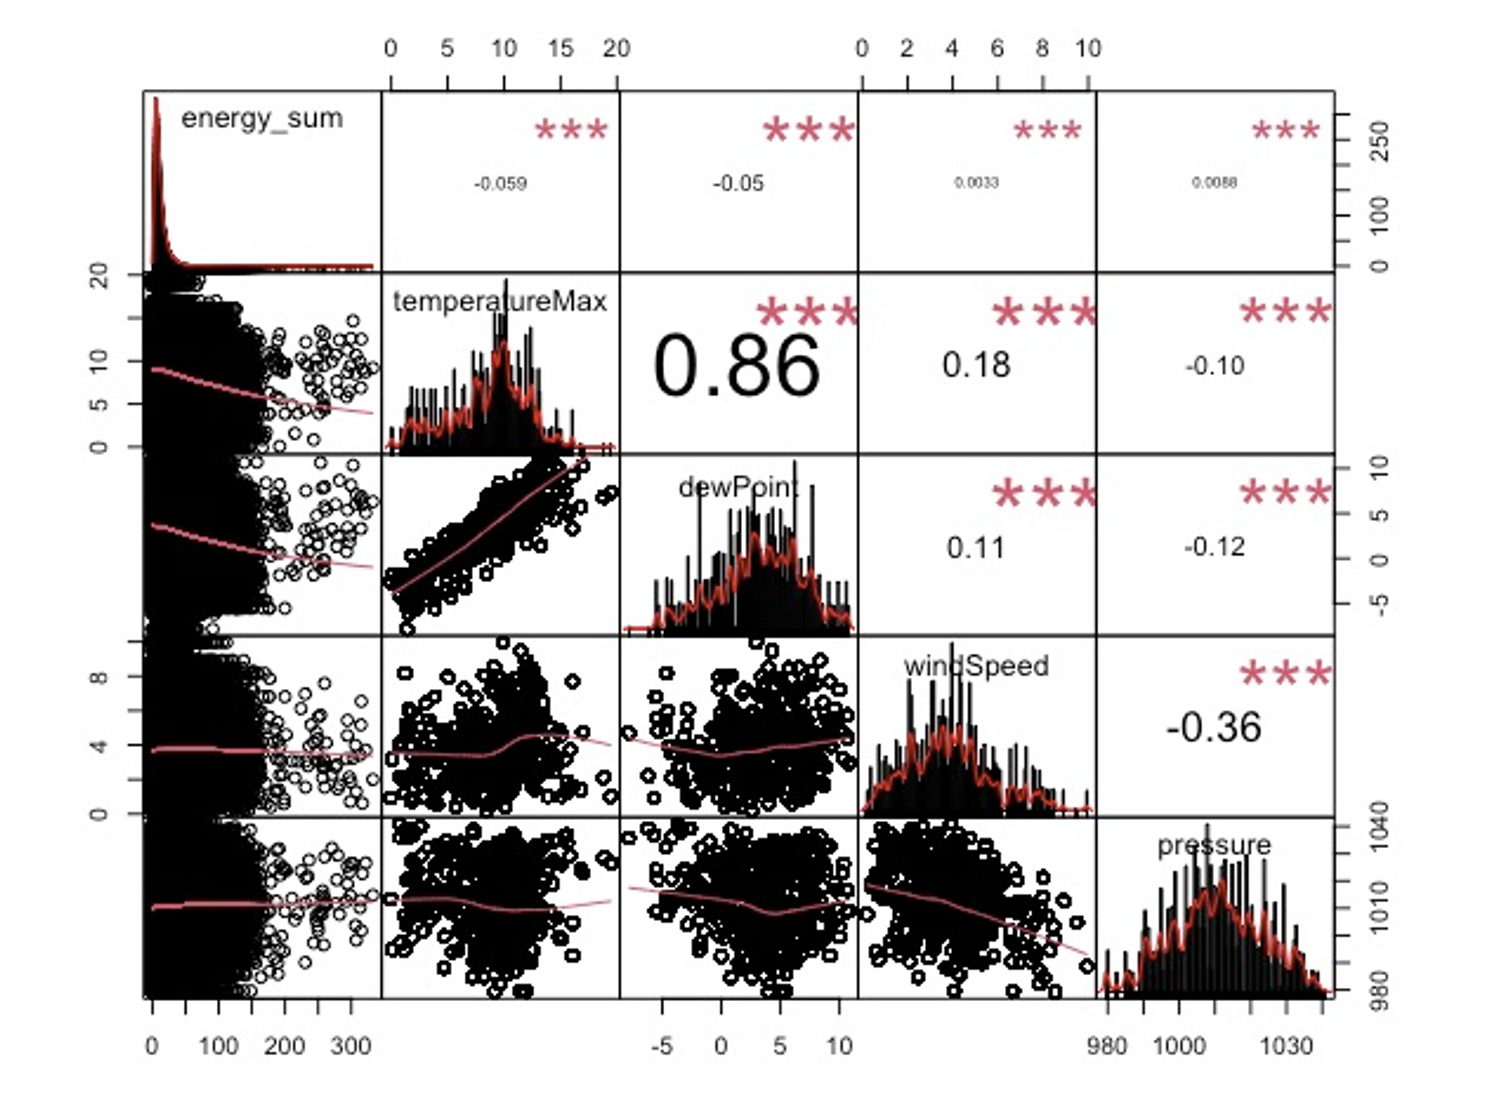 0 5 10 15 20 0 2 4 6 8 10
energy_sum *** *** *** ***
-0.059 -0.05 0.0033 0.0088
0 100 250
temperatureMax *** *** ***
0.86 0.18 -0.10
0 5 10 20
dewPoint *** ***
0.11 -0.12
-5 0 5 10
windSpeed ***
-0.36
0 4 8
pressure
980 1010 1040
0 100 200 300 -5 0 5 10 980 1000 1030